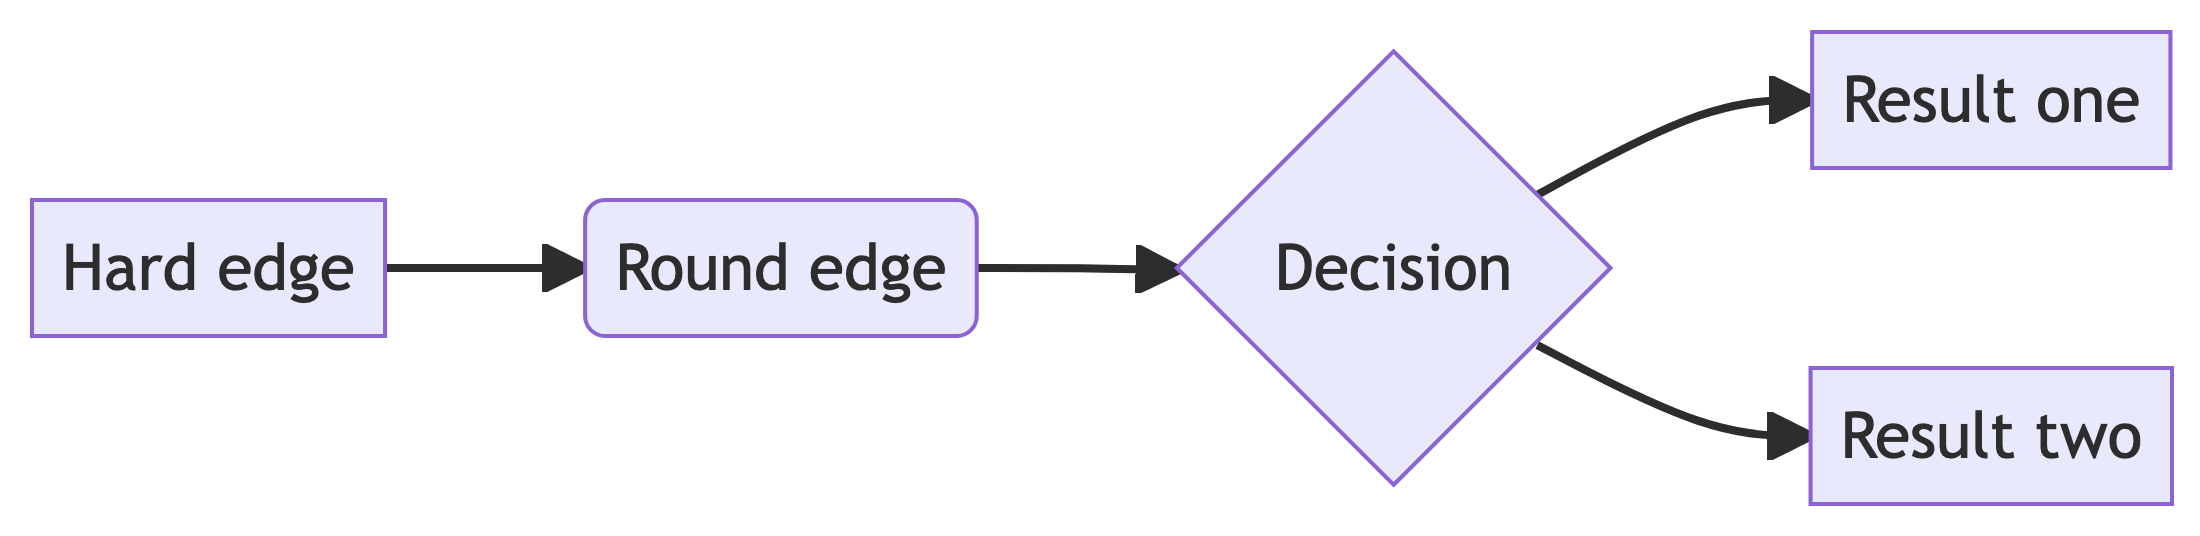 Hard edge
Round edge
Decision
Result one
Result two